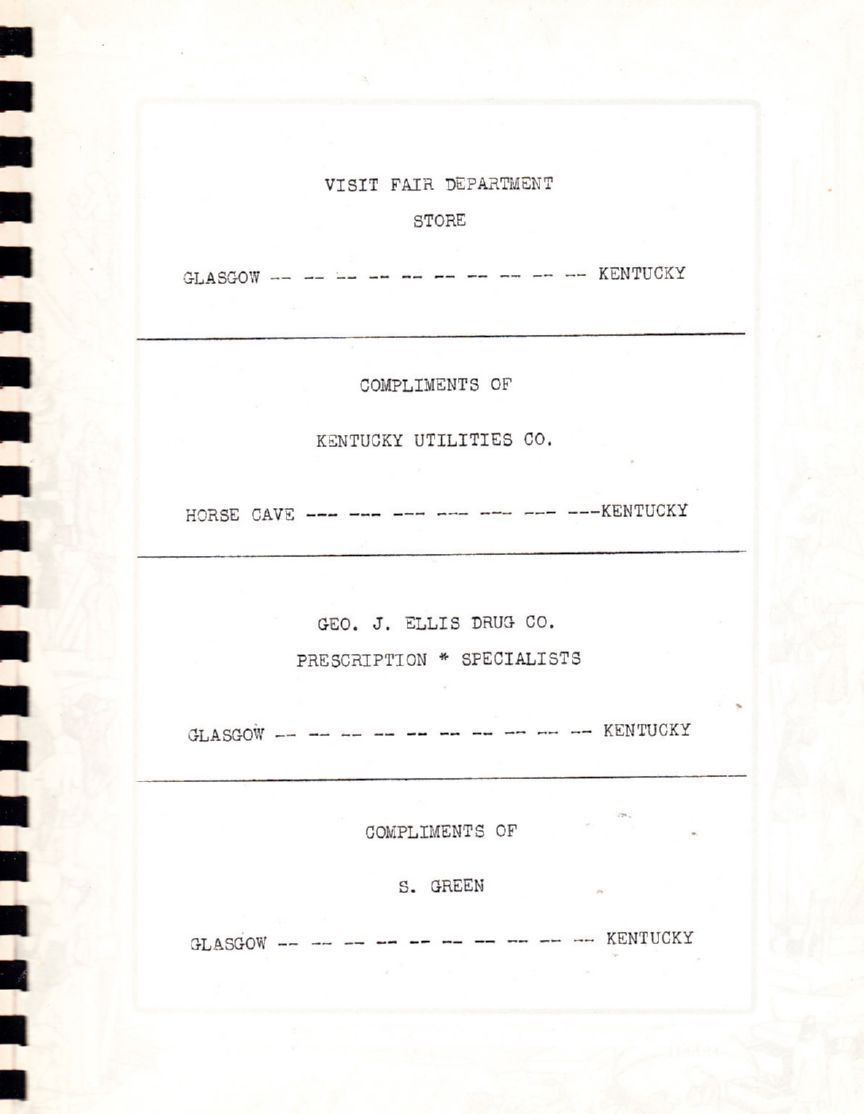 VISIT FAIR DEPARTMENT
STORE
GLASGOW -- -- -- -- -- -- -- -- -- -- KENTUCKY
COMPLIMENTS OF
KENTUCKY UTILITIES CO.
HORSE CAVE --- --- --- --- --- --- ---KENTUCKY
GEO. J. ELLIS DRUG CO.
PRESCRIPTION * SPECIALISTS
GLASGOW -- -- -- -- -- -- -- -- -- -- KENTUCKY
COMPLIMENTS OF
S. GREEN
GLASGOW -- -- -- -- -- -- -- -- -- -- KENTUCKY